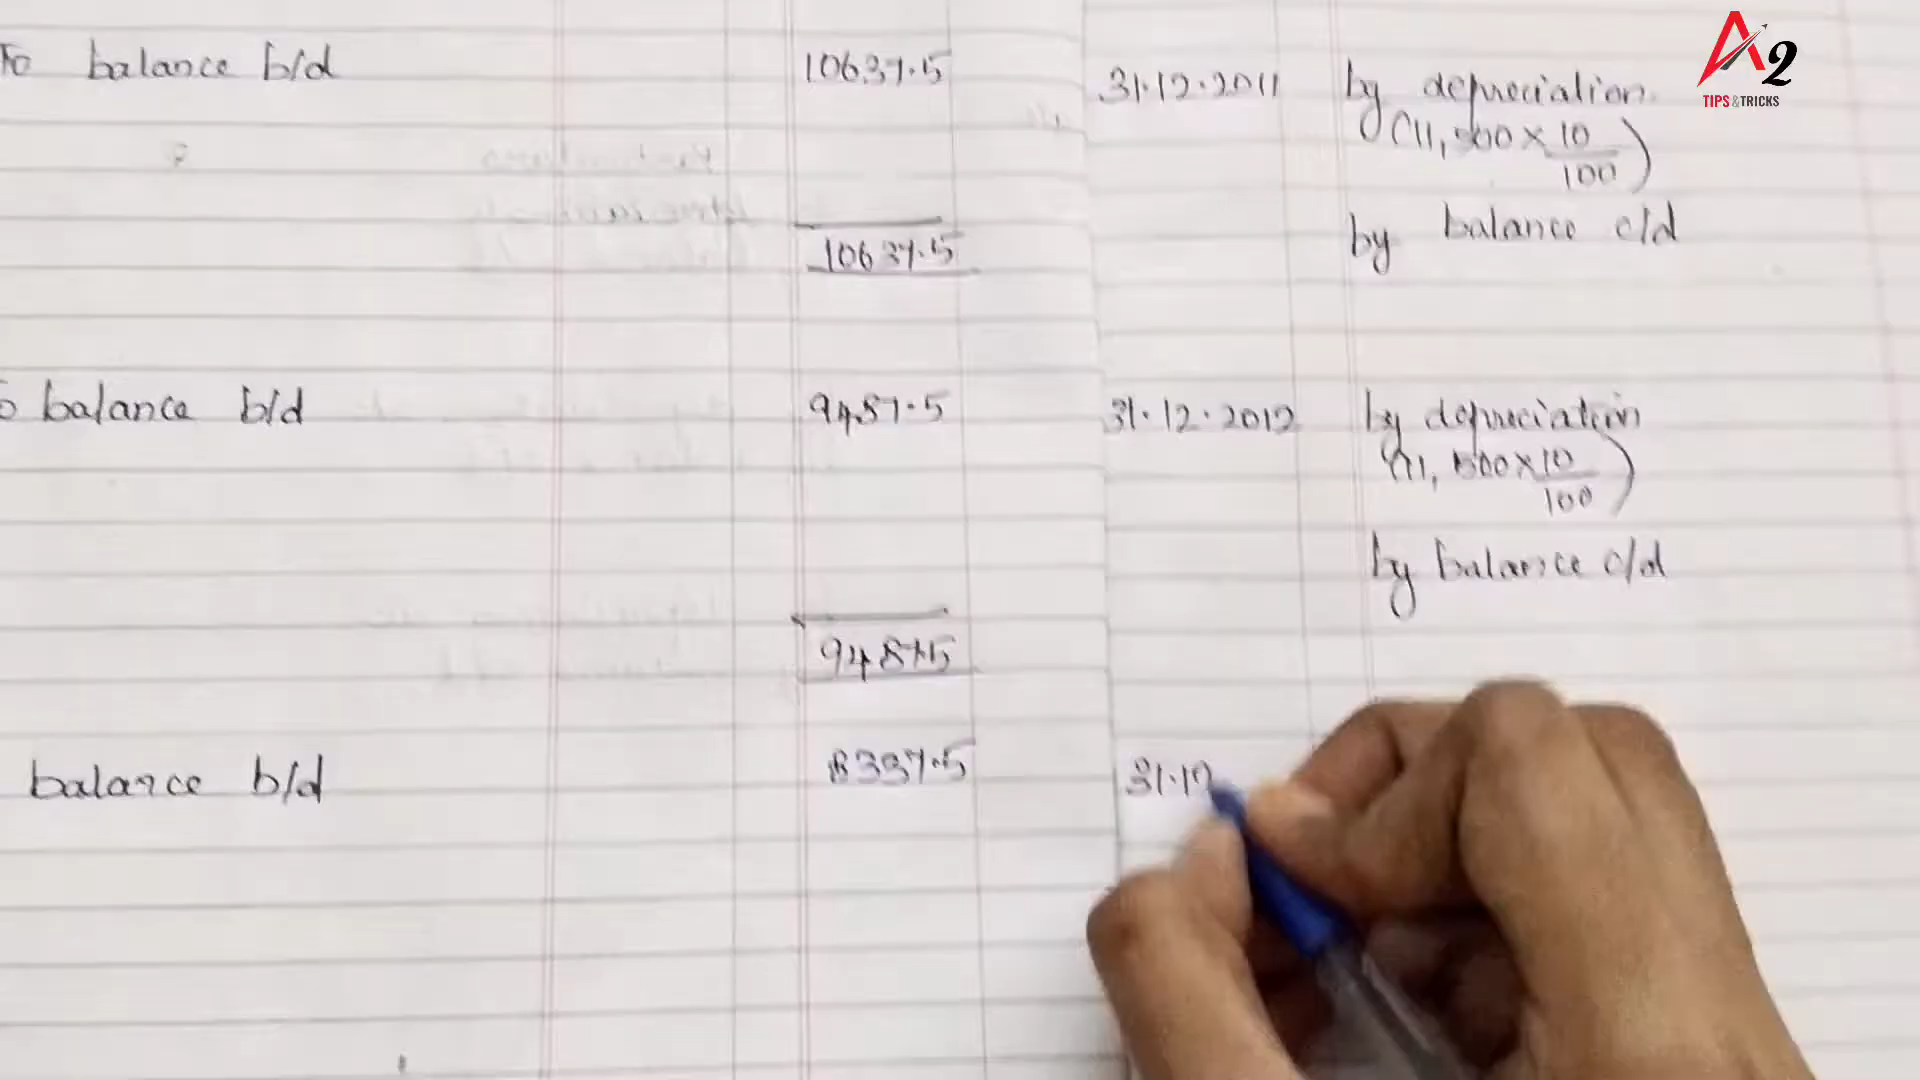 To balance b/d 10637.5 31.12.2011 by depreciation
(11,500 × 10/100)
by balance c/d
10637.5
To balance b/d 9487.5 31.12.2012 by depreciation
(11,500 × 10/100)
by balance c/d
9487.5
balance b/d 8337.5 31.12
A2
TIPS&TRICKS